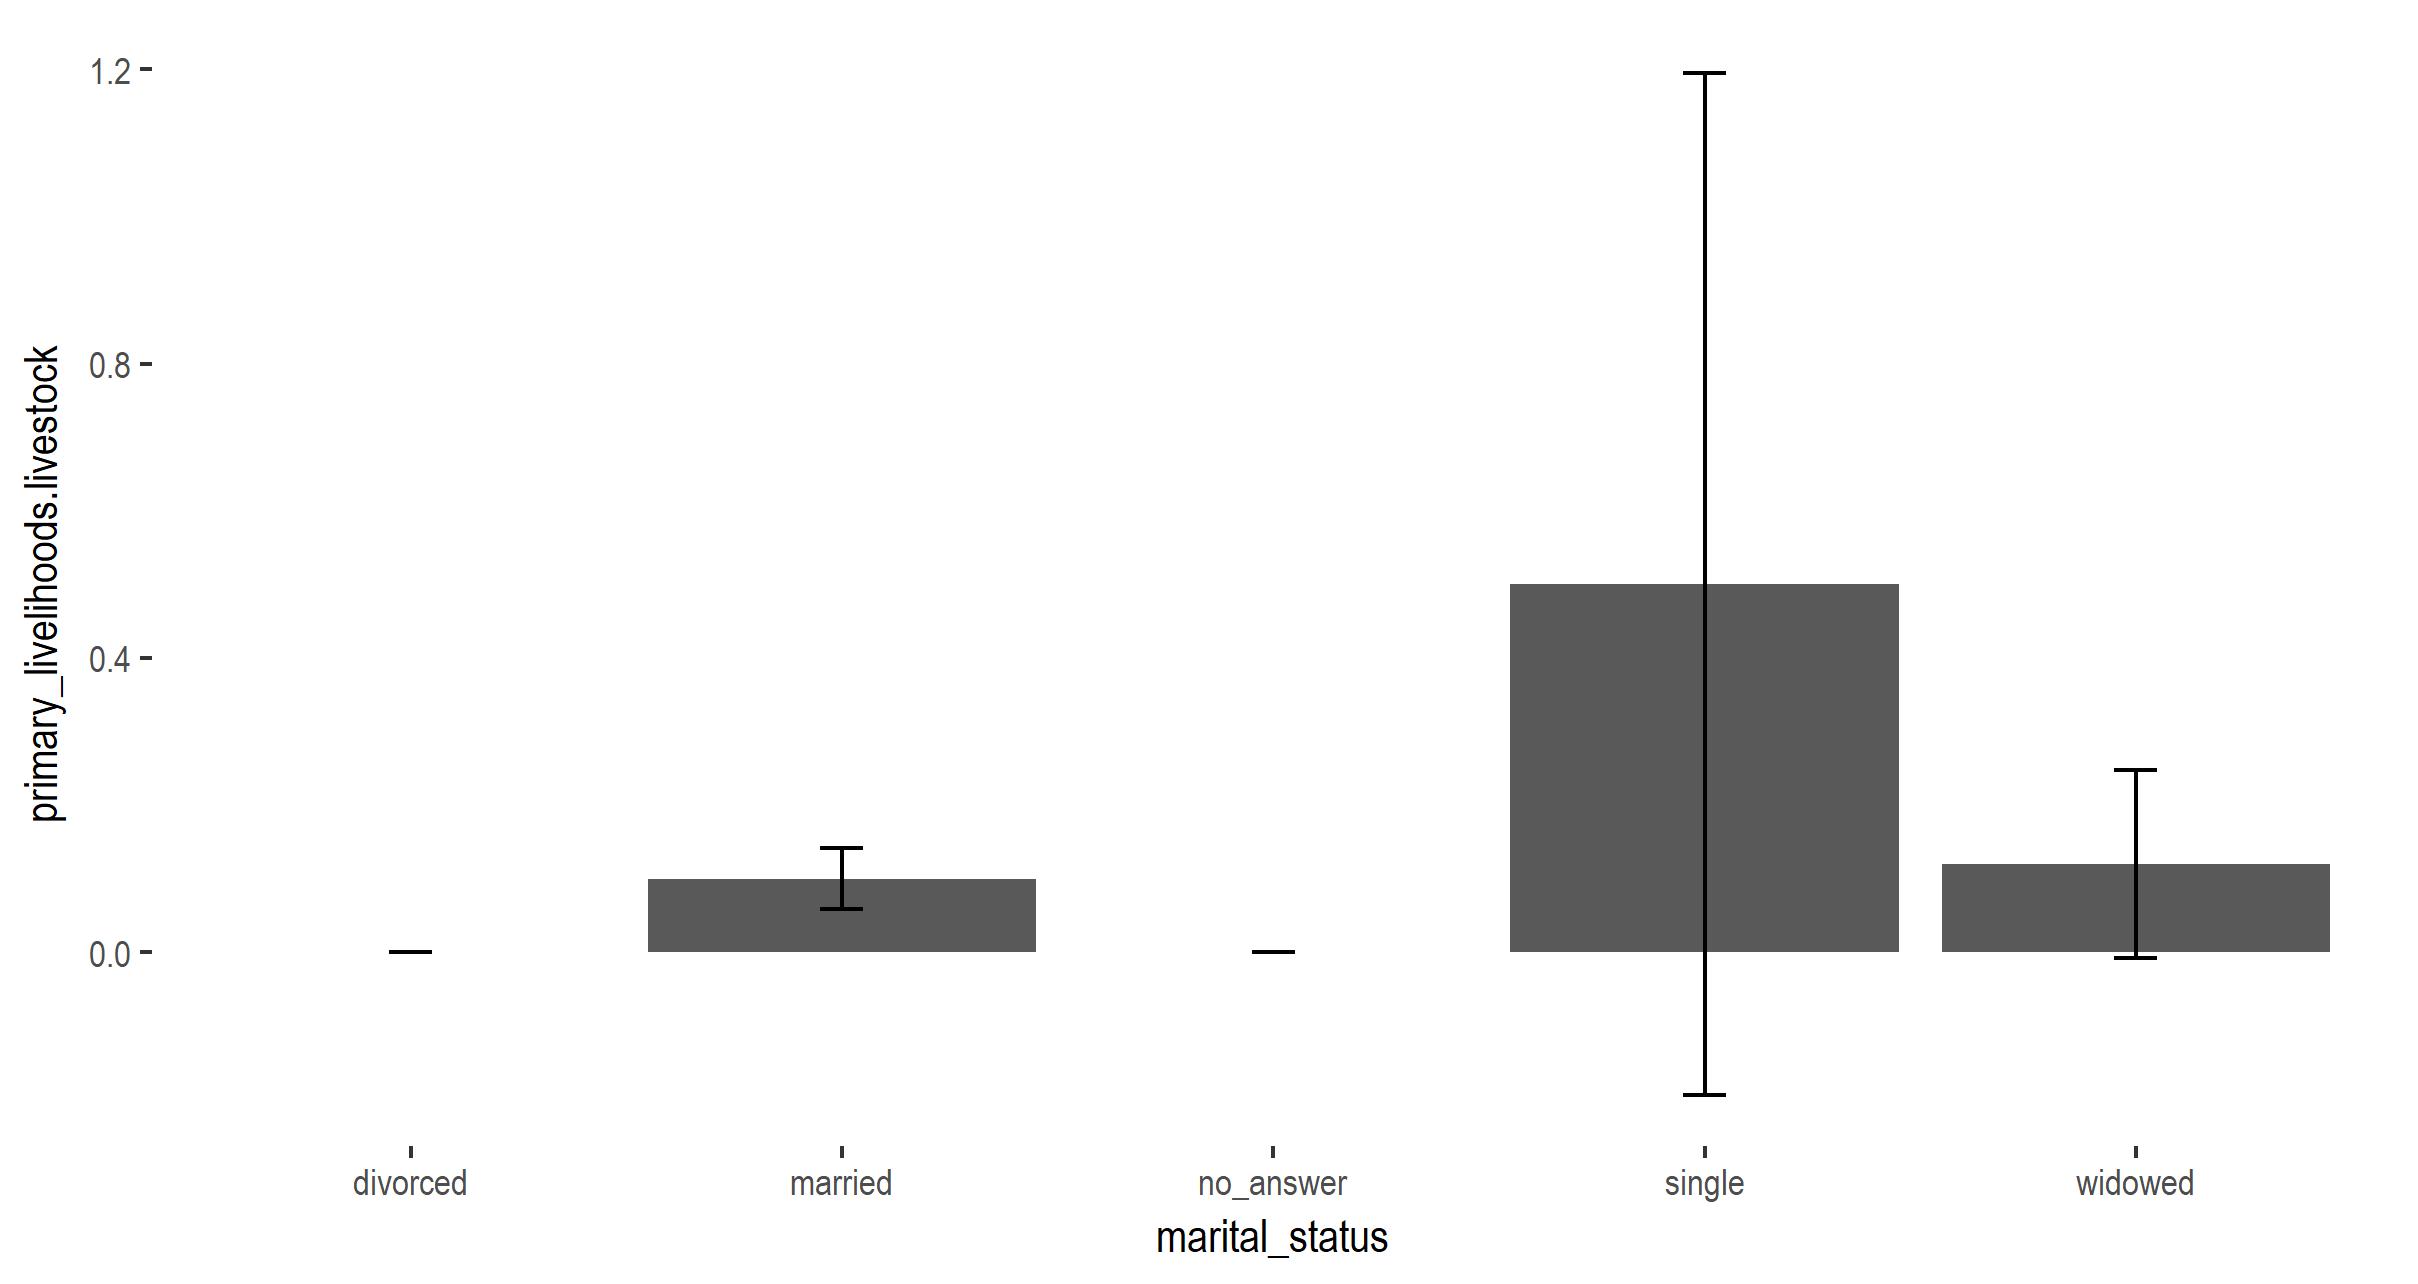 primary_livelihoods.livestock
1.2
0.8
0.4
0.0
divorced married no_answer single widowed
marital_status